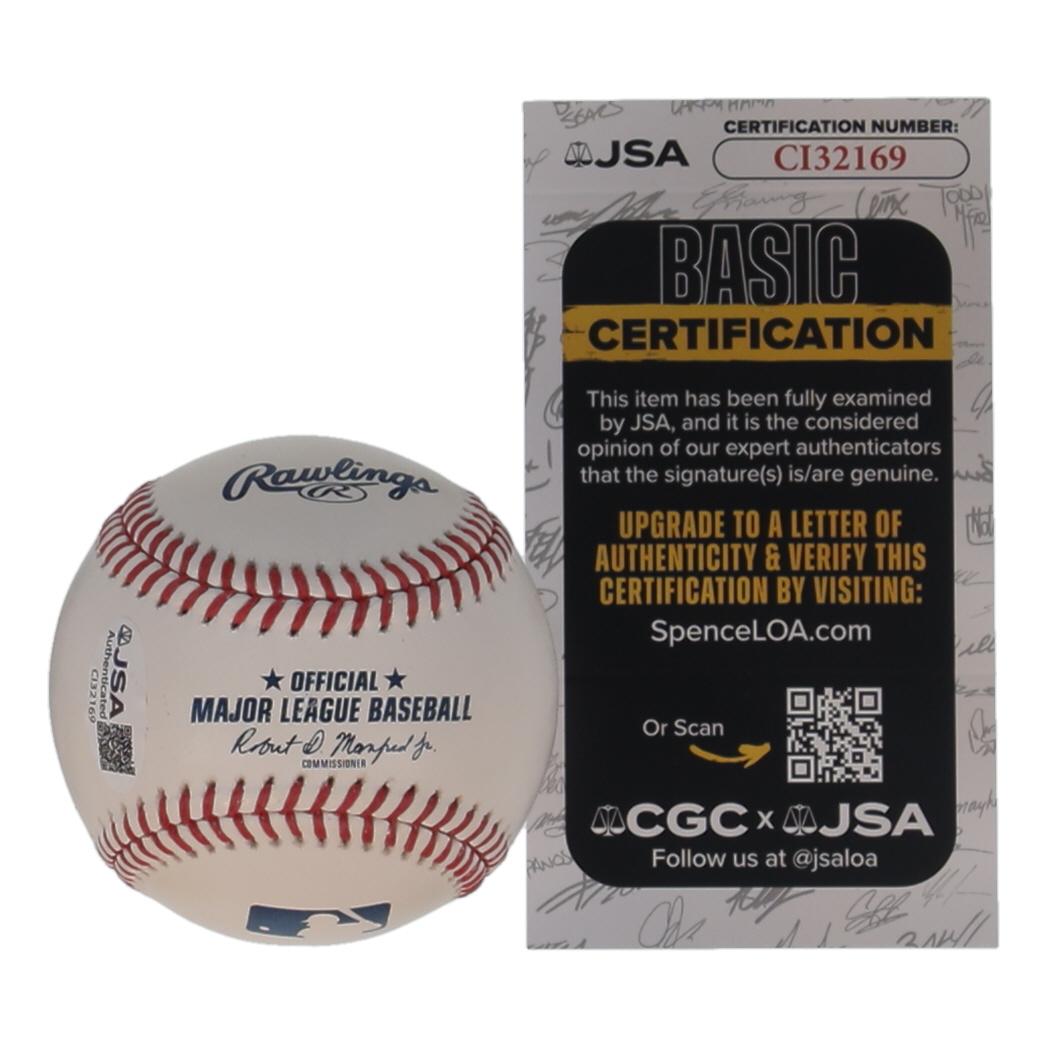 Rawlings
R
★ OFFICIAL ★
MAJOR LEAGUE BASEBALL
Robert D. Manfred Jr.
COMMISSIONER
JSA
Authenticated
CI32169
JSA
CERTIFICATION NUMBER:
CI32169
BASIC
CERTIFICATION
This item has been fully examined
by JSA, and it is the considered
opinion of our expert authenticators
that the signature(s) is/are genuine.
UPGRADE TO A LETTER OF
AUTHENTICITY & VERIFY THIS
CERTIFICATION BY VISITING:
SpenceLOA.com
Or Scan
CGC x JSA
Follow us at @jsaloa